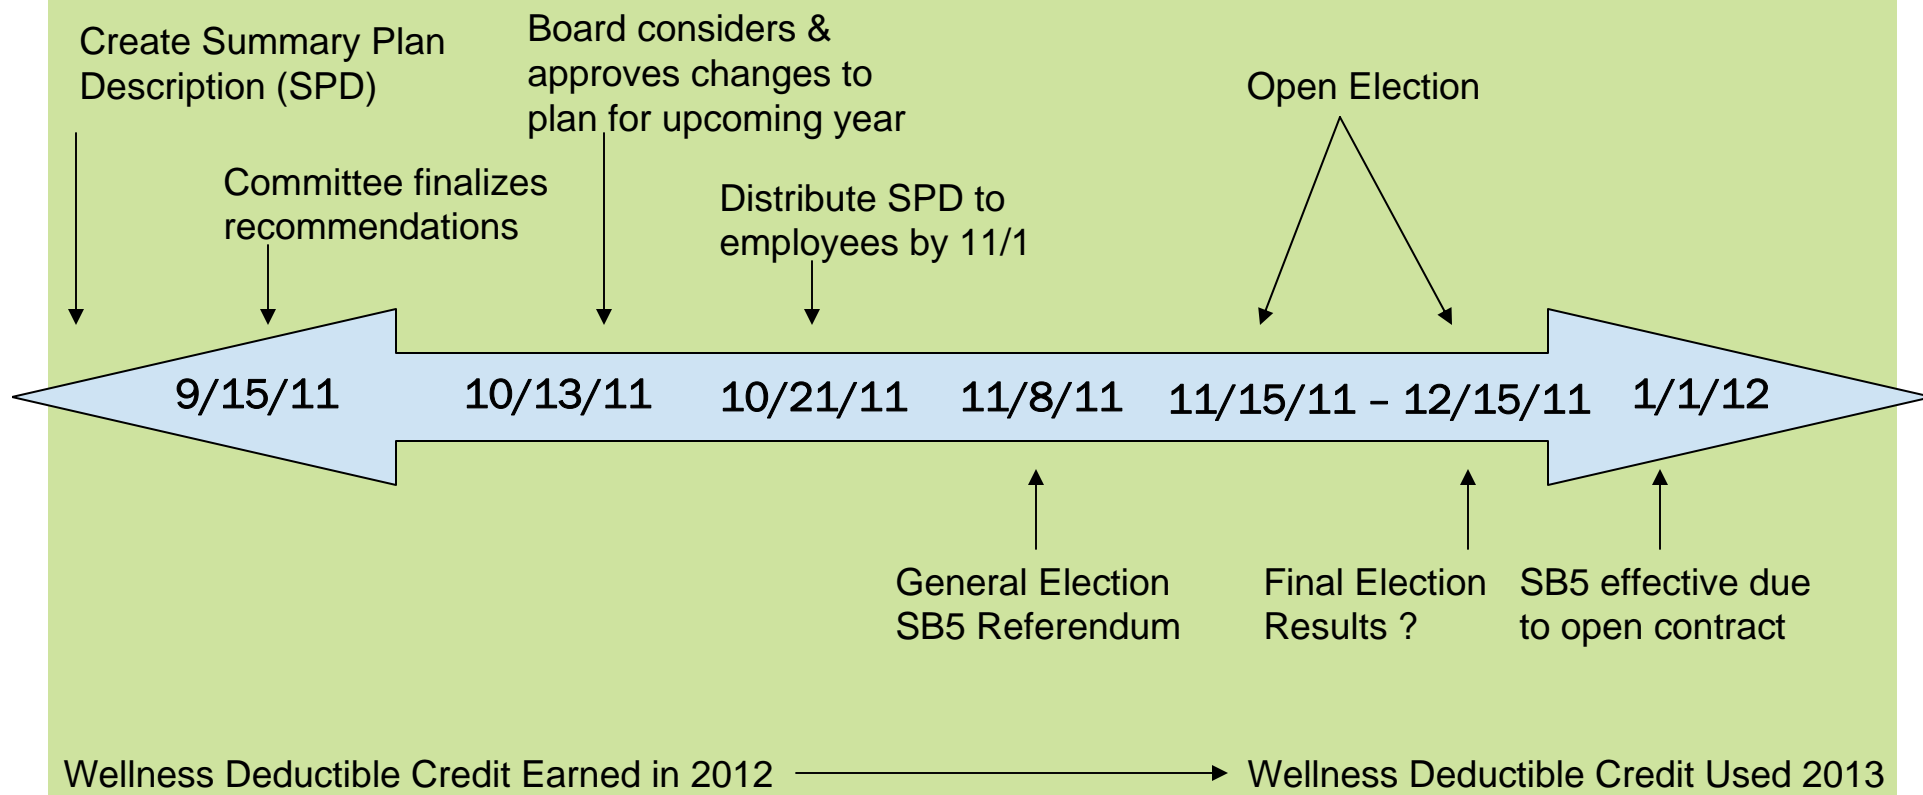 Create Summary Plan
Description (SPD)
Board considers &
approves changes to
plan for upcoming year
Open Election
Committee finalizes
recommendations
Distribute SPD to
employees by 11/1
9/15/11
10/13/11
10/21/11
11/8/11
11/15/11 – 12/15/11
1/1/12
General Election
SB5 Referendum
Final Election
Results ?
SB5 effective due
to open contract
Wellness Deductible Credit Earned in 2012
Wellness Deductible Credit Used 2013